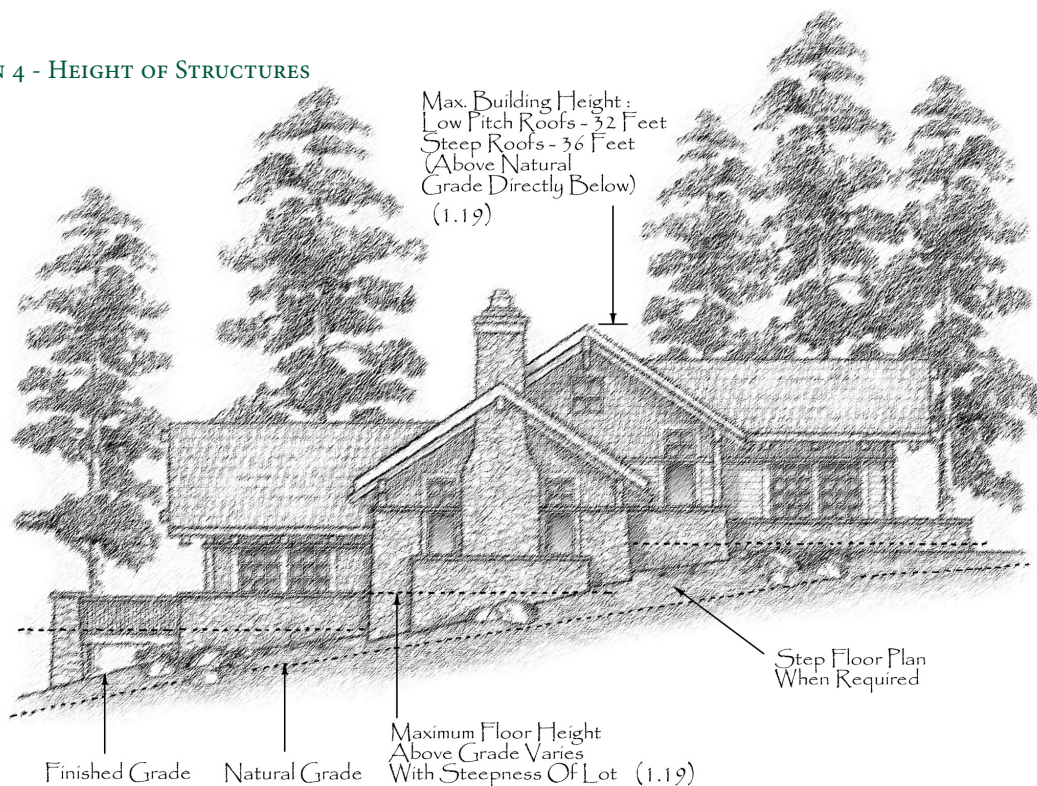 N 4 - Height of Structures
Max. Building Height :
Low Pitch Roofs - 32 Feet
Steep Roofs - 36 Feet
(Above Natural
Grade Directly Below)
(1.19)
Step Floor Plan
When Required
Maximum Floor Height
Above Grade Varies
With Steepness Of Lot (1.19)
Finished Grade
Natural Grade